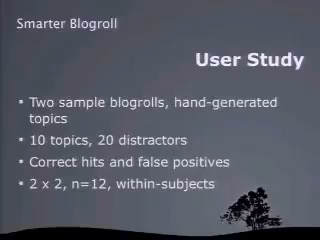 Smarter Blogroll
User Study
▪ Two sample blogrolls, hand-generated
topics
▪ 10 topics, 20 distractors
▪ Correct hits and false positives
▪ 2 x 2, n=12, within-subjects